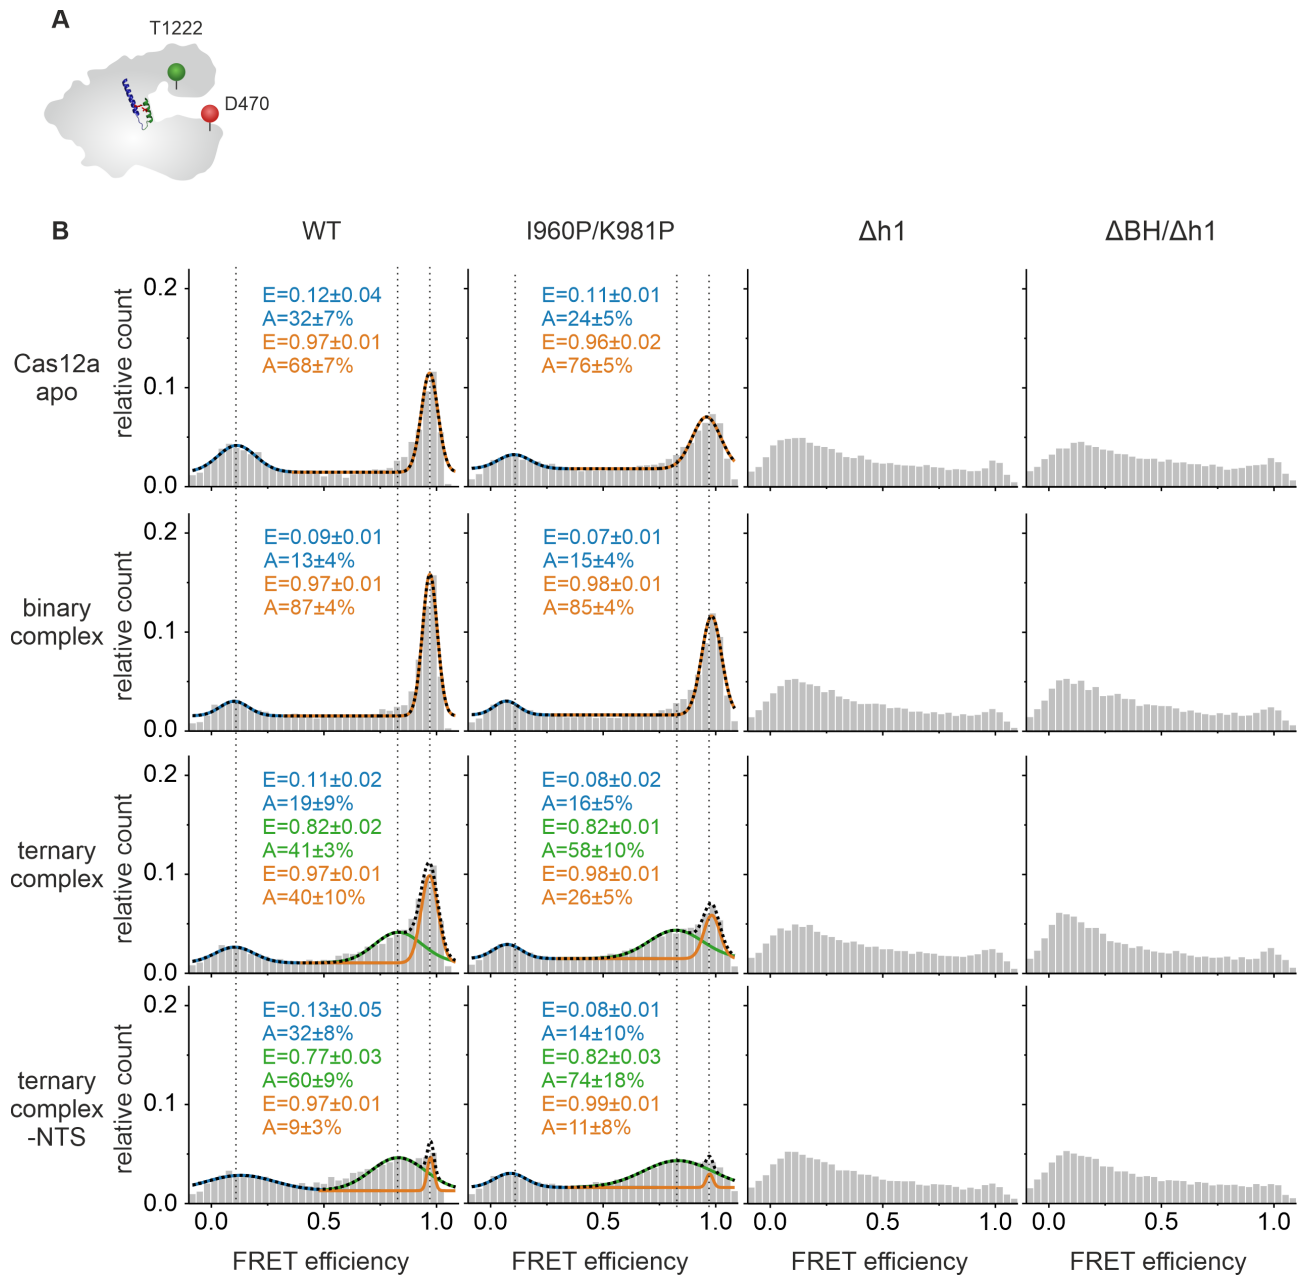 A
T1222
D470
B
WT
I960P/K981P
Δh1
ΔBH/Δh1
Cas12a
apo
relative count
0.2
0.1
0.0
E=0.12±0.04
A=32±7%
E=0.97±0.01
A=68±7%
E=0.11±0.01
A=24±5%
E=0.96±0.02
A=76±5%
binary
complex
relative count
0.2
0.1
0.0
E=0.09±0.01
A=13±4%
E=0.97±0.01
A=87±4%
E=0.07±0.01
A=15±4%
E=0.98±0.01
A=85±4%
ternary
complex
relative count
0.2
0.1
0.0
E=0.11±0.02
A=19±9%
E=0.82±0.02
A=41±3%
E=0.97±0.01
A=40±10%
E=0.08±0.02
A=16±5%
E=0.82±0.01
A=58±10%
E=0.98±0.01
A=26±5%
ternary
complex
-NTS
relative count
0.2
0.1
0.0
E=0.13±0.05
A=32±8%
E=0.77±0.03
A=60±9%
E=0.97±0.01
A=9±3%
E=0.08±0.01
A=14±10%
E=0.82±0.03
A=74±18%
E=0.99±0.01
A=11±8%
0.0 0.5 1.0
0.0 0.5 1.0
0.0 0.5 1.0
0.0 0.5 1.0
FRET efficiency
FRET efficiency
FRET efficiency
FRET efficiency